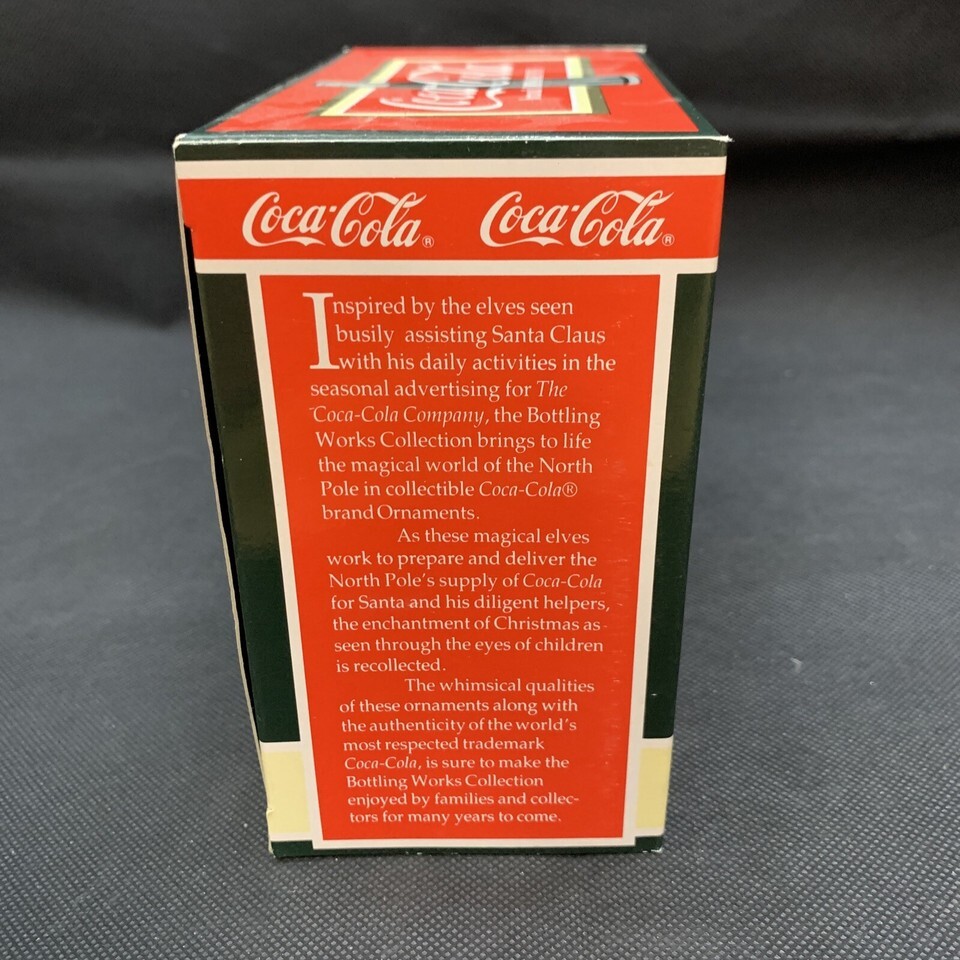 Coca-Cola
Coca-Cola® Coca-Cola®
Inspired by the elves seen
busily assisting Santa Claus
with his daily activities in the
seasonal advertising for The
Coca-Cola Company, the Bottling
Works Collection brings to life
the magical world of the North
Pole in collectible Coca-Cola®
brand Ornaments.
As these magical elves
work to prepare and deliver the
North Pole's supply of Coca-Cola
for Santa and his diligent helpers,
the enchantment of Christmas as
seen through the eyes of children
is recollected.
The whimsical qualities
of these ornaments along with
the authenticity of the world's
most respected trademark
Coca-Cola, is sure to make the
Bottling Works Collection
enjoyed by families and collec-
tors for many years to come.